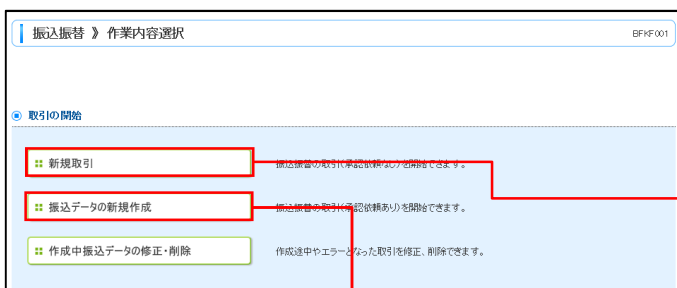 振込振替 》 作業内容選択
BFKF001
取引の開始
新規取引
振込振替の取引(承認依頼なし)を開始できます。
振込データの新規作成
振込振替の取引(承認依頼あり)を開始できます。
作成中振込データの修正・削除
作成途中やエラーとなった取引を修正、削除できます。